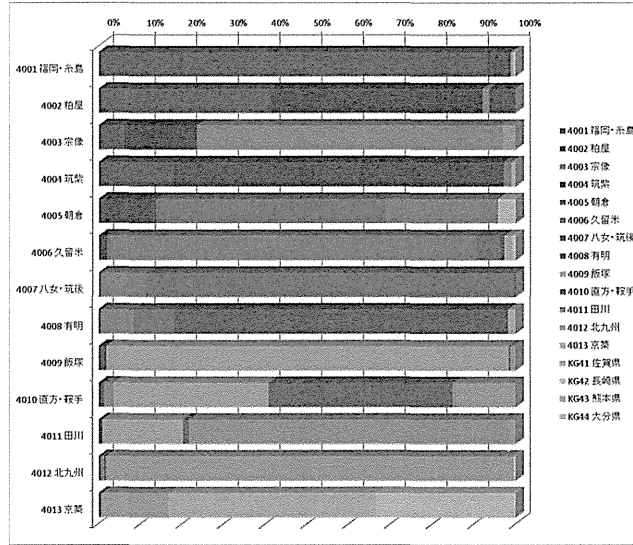 0% 10% 20% 30% 40% 50% 60% 70% 80% 90% 100%
4001 福岡・糸島
4002 粕屋
4003 宗像
4004 筑紫
4005 朝倉
4006 久留米
4007 八女・筑後
4008 有明
4009 飯塚
4010 直方・鞍手
4011 田川
4012 北九州
4013 京築
4001 福岡・糸島
4002 粕屋
4003 宗像
4004 筑紫
4005 朝倉
4006 久留米
4007 八女・筑後
4008 有明
4009 飯塚
4010 直方・鞍手
4011 田川
4012 北九州
4013 京築
KG41 佐賀県
KG42 長崎県
KG43 熊本県
KG44 大分県